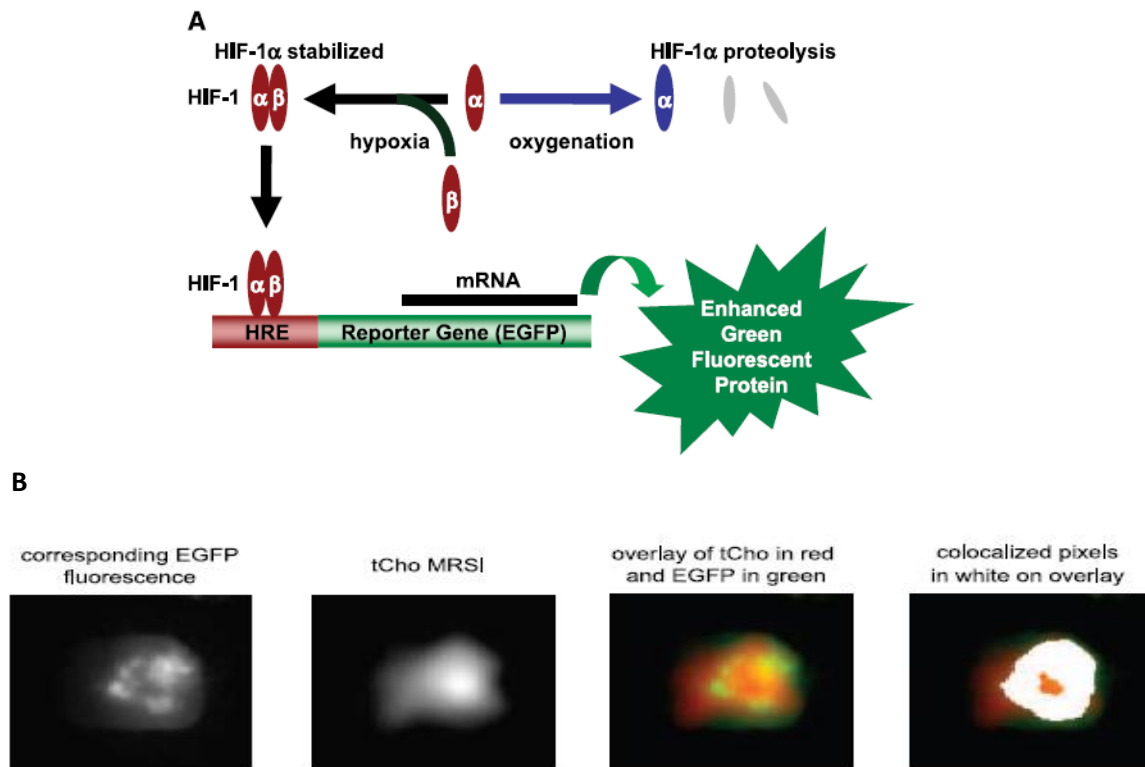 A
HIF-1α stabilized
HIF-1α proteolysis
HIF-1
α β
α
α
hypoxia
oxygenation
β
HIF-1
α β
mRNA
HRE
Reporter Gene (EGFP)
Enhanced
Green
Fluorescent
Protein
B
corresponding EGFP
fluorescence
tCho MRSI
overlay of tCho in red
and EGFP in green
colocalized pixels
in white on overlay